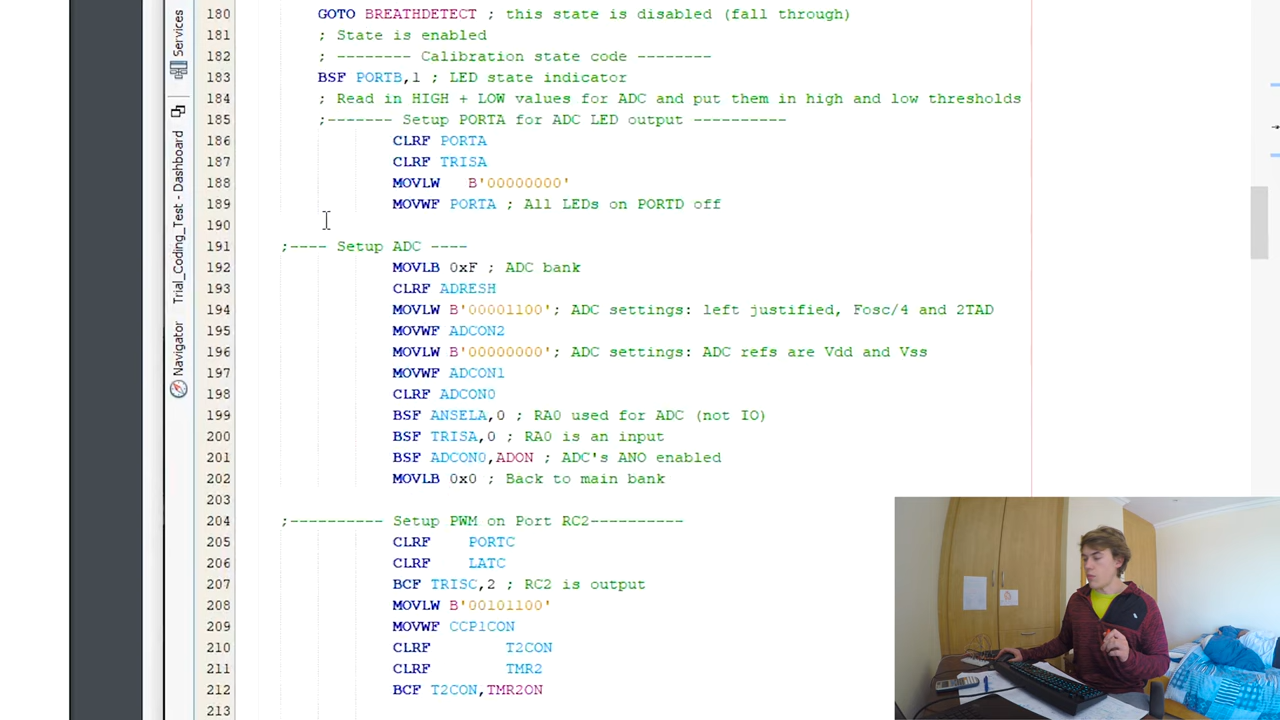 Services
Trial_Coding_Test - Dashboard
Navigator
180 GOTO BREATHDETECT ; this state is disabled (fall through)
181 ; State is enabled
182 ; -------- Calibration state code --------
183 BSF PORTB,1 ; LED state indicator
184 ; Read in HIGH + LOW values for ADC and put them in high and low thresholds
185 ;------- Setup PORTA for ADC LED output ----------
186 CLRF PORTA
187 CLRF TRISA
188 MOVLW B'00000000'
189 MOVWF PORTA ; All LEDs on PORTD off
190
191 ;---- Setup ADC ----
192 MOVLB 0xF ; ADC bank
193 CLRF ADRESH
194 MOVLW B'00001100'; ADC settings: left justified, Fosc/4 and 2TAD
195 MOVWF ADCON2
196 MOVLW B'00000000'; ADC settings: ADC refs are Vdd and Vss
197 MOVWF ADCON1
198 CLRF ADCON0
199 BSF ANSELA,0 ; RA0 used for ADC (not IO)
200 BSF TRISA,0 ; RA0 is an input
201 BSF ADCON0,ADON ; ADC's AN0 enabled
202 MOVLB 0x0 ; Back to main bank
203
204 ;---------- Setup PWM on Port RC2----------
205 CLRF PORTC
206 CLRF LATC
207 BCF TRISC,2 ; RC2 is output
208 MOVLW B'00101100'
209 MOVWF CCP1CON
210 CLRF T2CON
211 CLRF TMR2
212 BCF T2CON,TMR2ON
213